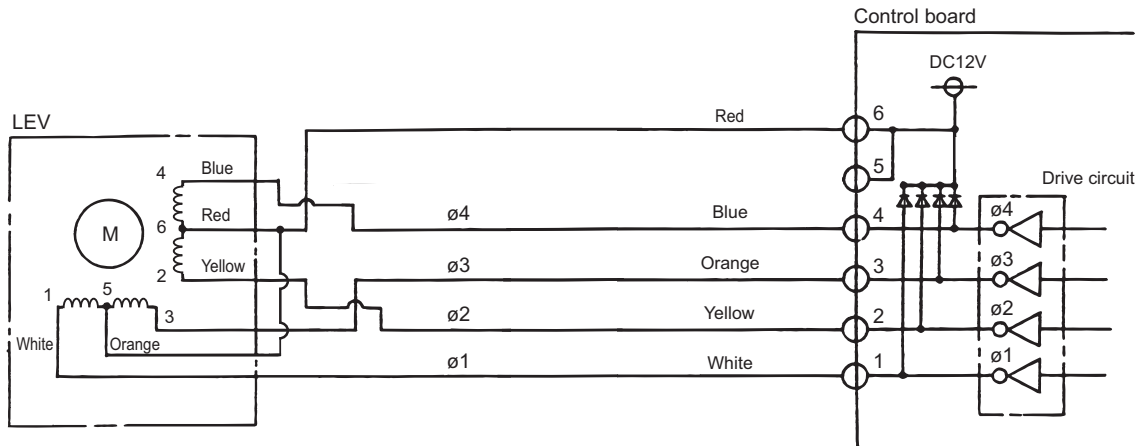 Control board
DC12V
LEV
Red
6
5
Drive circuit
4
Blue
ø4
Blue
4
ø4
6
Red
M
ø3
Orange
3
ø3
2
Yellow
ø2
Yellow
2
ø2
1
5
3
White
Orange
ø1
White
1
ø1